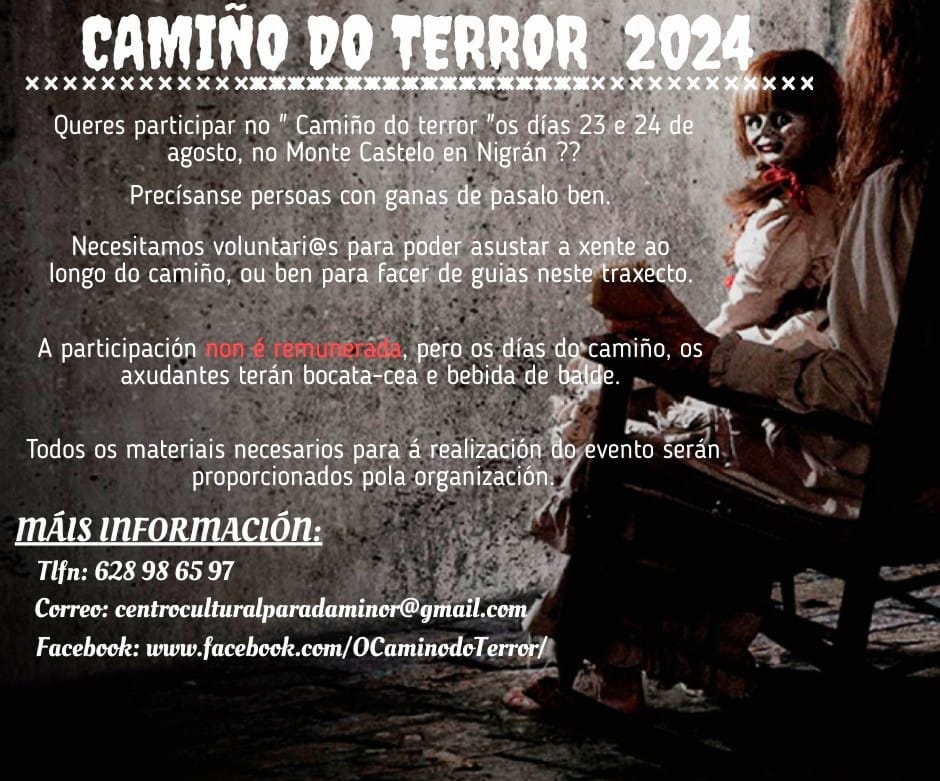 CAMIÑO DO TERROR 2024
Queres participar no " Camiño do terror "os días 23 e 24 de
agosto, no Monte Castelo en Nigrán ??
Precísanse persoas con ganas de pasalo ben.
Necesitamos voluntari@s para poder asustar a xente ao
longo do camiño, ou ben para facer de guias neste traxecto.
A participación non é remunerada, pero os días do camiño, os
axudantes terán bocata-cea e bebida de balde.
Todos os materiais necesarios para á realización do evento serán
proporcionados pola organización.
MÁIS INFORMACIÓN:
Tlfn: 628 98 65 97
Correo: centroculturalparadaminor@gmail.com
Facebook: www.facebook.com/OCaminodoTerror/